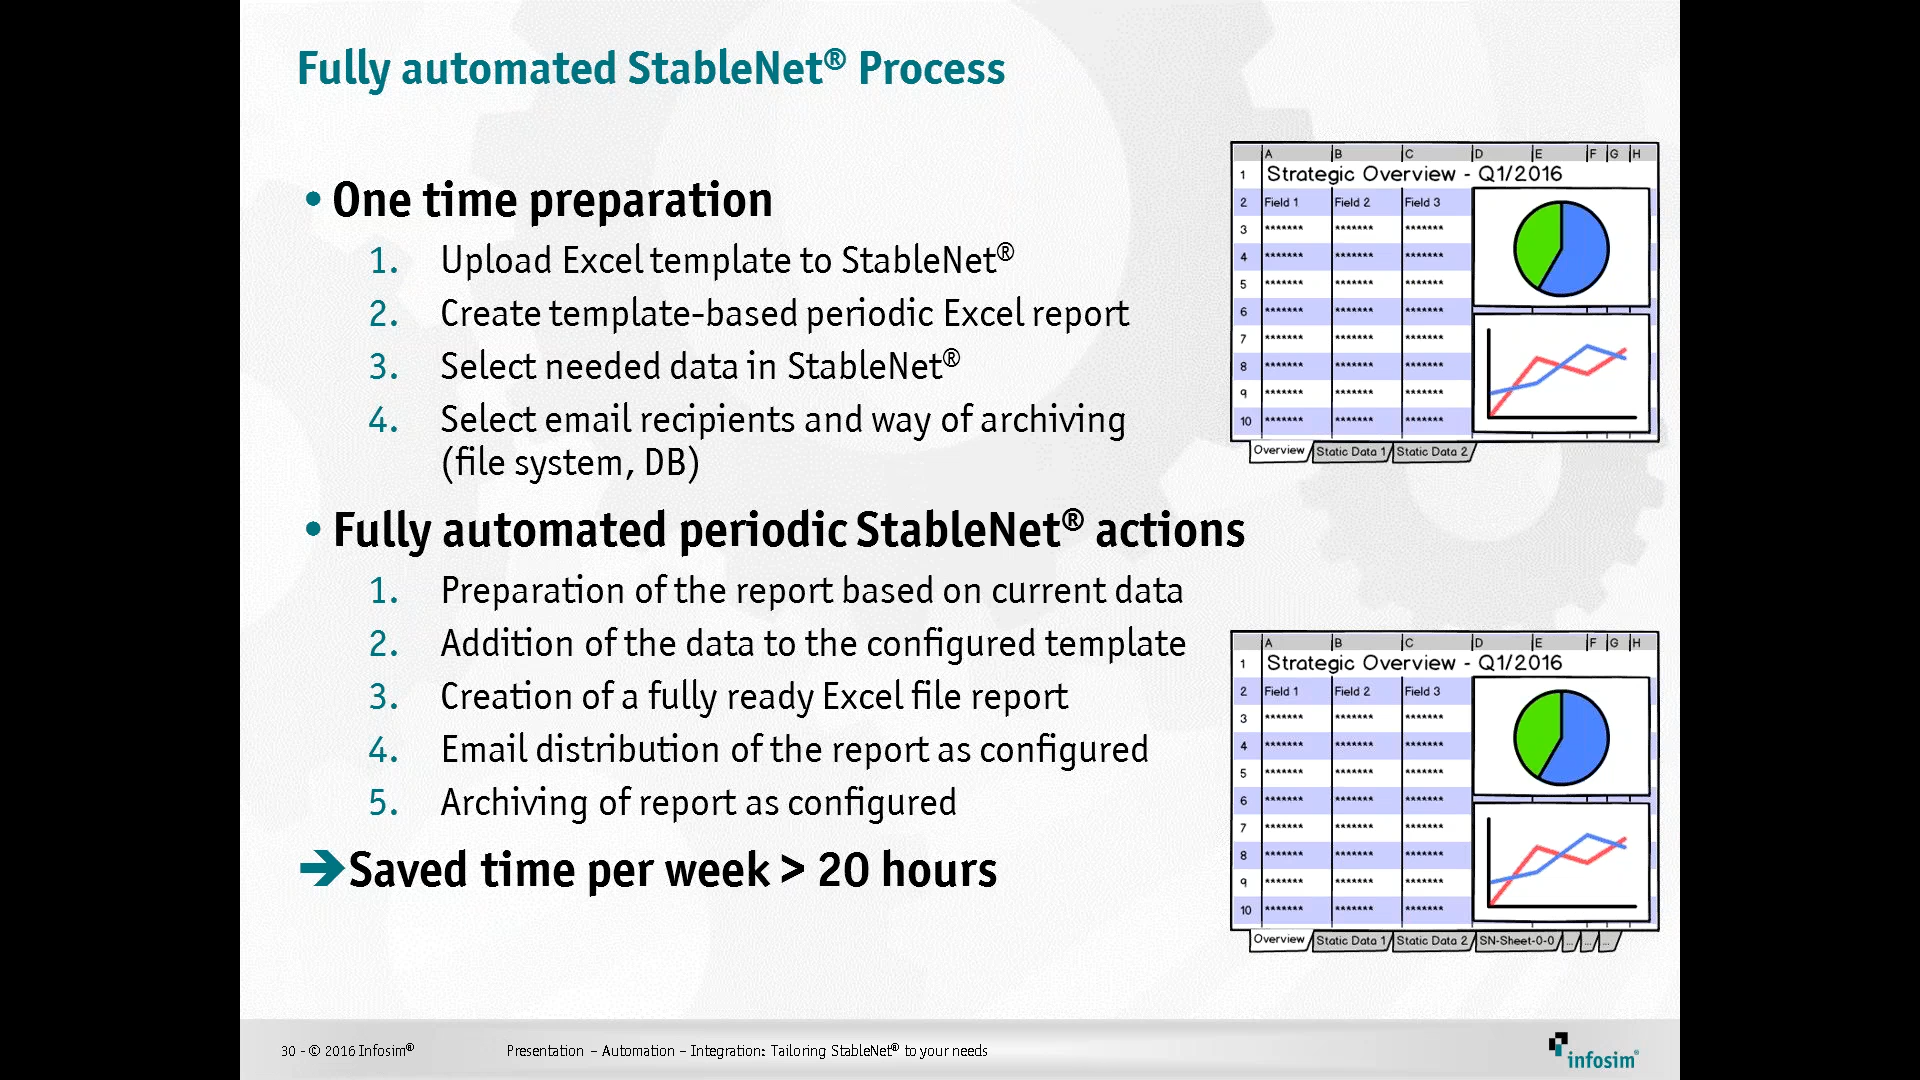 Fully automated StableNet® Process
• One time preparation
1. Upload Excel template to StableNet®
2. Create template-based periodic Excel report
3. Select needed data in StableNet®
4. Select email recipients and way of archiving
(file system, DB)
• Fully automated periodic StableNet® actions
1. Preparation of the report based on current data
2. Addition of the data to the configured template
3. Creation of a fully ready Excel file report
4. Email distribution of the report as configured
5. Archiving of report as configured
➔ Saved time per week > 20 hours
A B C D E F G H
1 Strategic Overview - Q1/2016
2 Field 1 Field 2 Field 3
3 ******* ******* *******
4 ******* ******* *******
5 ******* ******* *******
6 ******* ******* *******
7 ******* ******* *******
8 ******* ******* *******
9 ******* ******* *******
10 ******* ******* *******
Overview Static Data 1 Static Data 2
A B C D E F G H
1 Strategic Overview - Q1/2016
2 Field 1 Field 2 Field 3
3 ******* ******* *******
4 ******* ******* *******
5 ******* ******* *******
6 ******* ******* *******
7 ******* ******* *******
8 ******* ******* *******
9 ******* ******* *******
10 ******* ******* *******
Overview Static Data 1 Static Data 2 SN-Sheet-0-0 ... ... ...
30 - © 2016 Infosim® Presentation – Automation – Integration: Tailoring StableNet® to your needs
infosim®